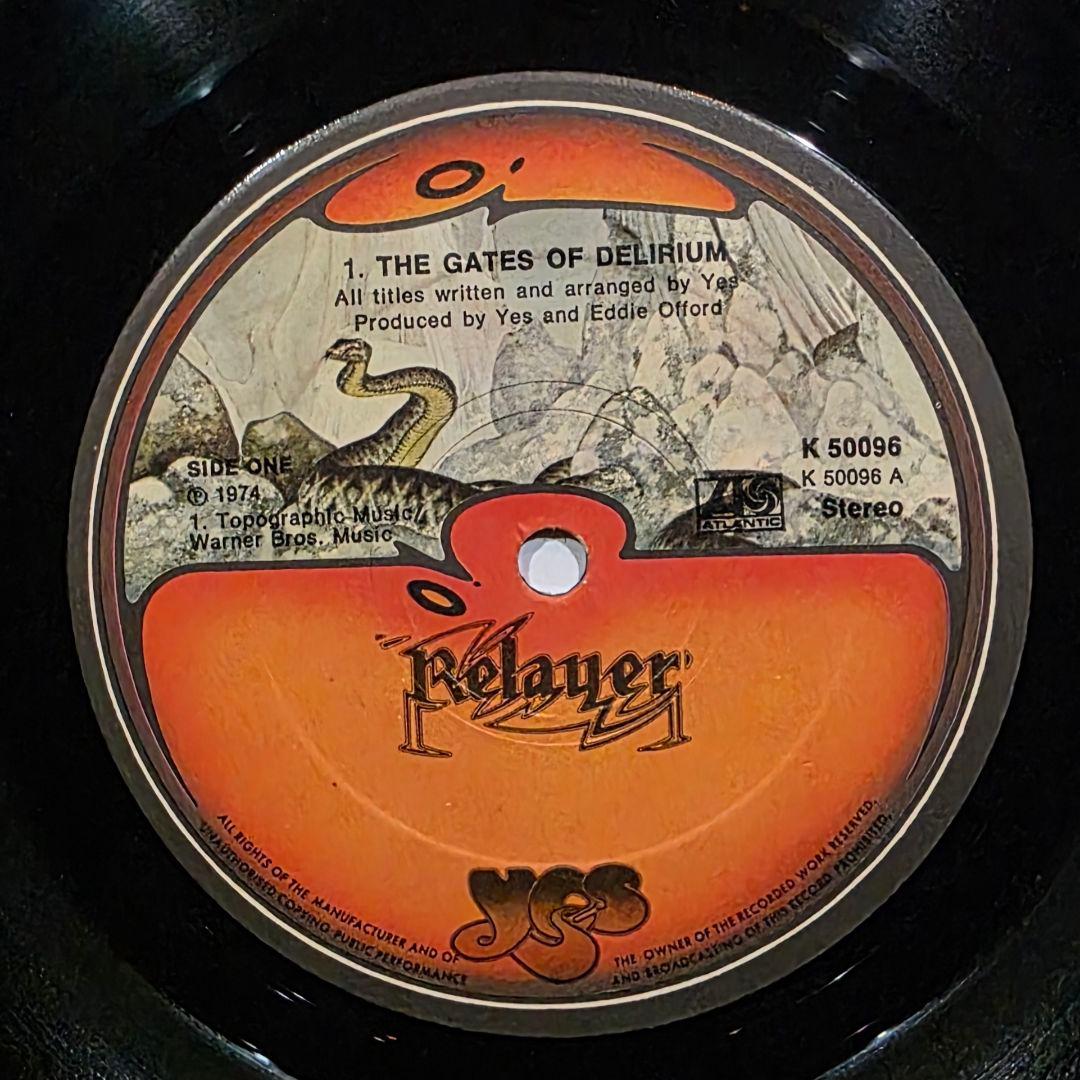 1. THE GATES OF DELIRIUM
All titles written and arranged by Yes
Produced by Yes and Eddie Offord
SIDE ONE
Ⓟ 1974
1. Topographic Music/
Warner Bros. Music
K 50096
K 50096 A
Stereo
ATLANTIC
Relayer
yes
ALL RIGHTS OF THE MANUFACTURER AND OF THE OWNER OF THE RECORDED WORK RESERVED.
UNAUTHORISED COPYING PUBLIC PERFORMANCE AND BROADCASTING OF THIS RECORD PROHIBITED.